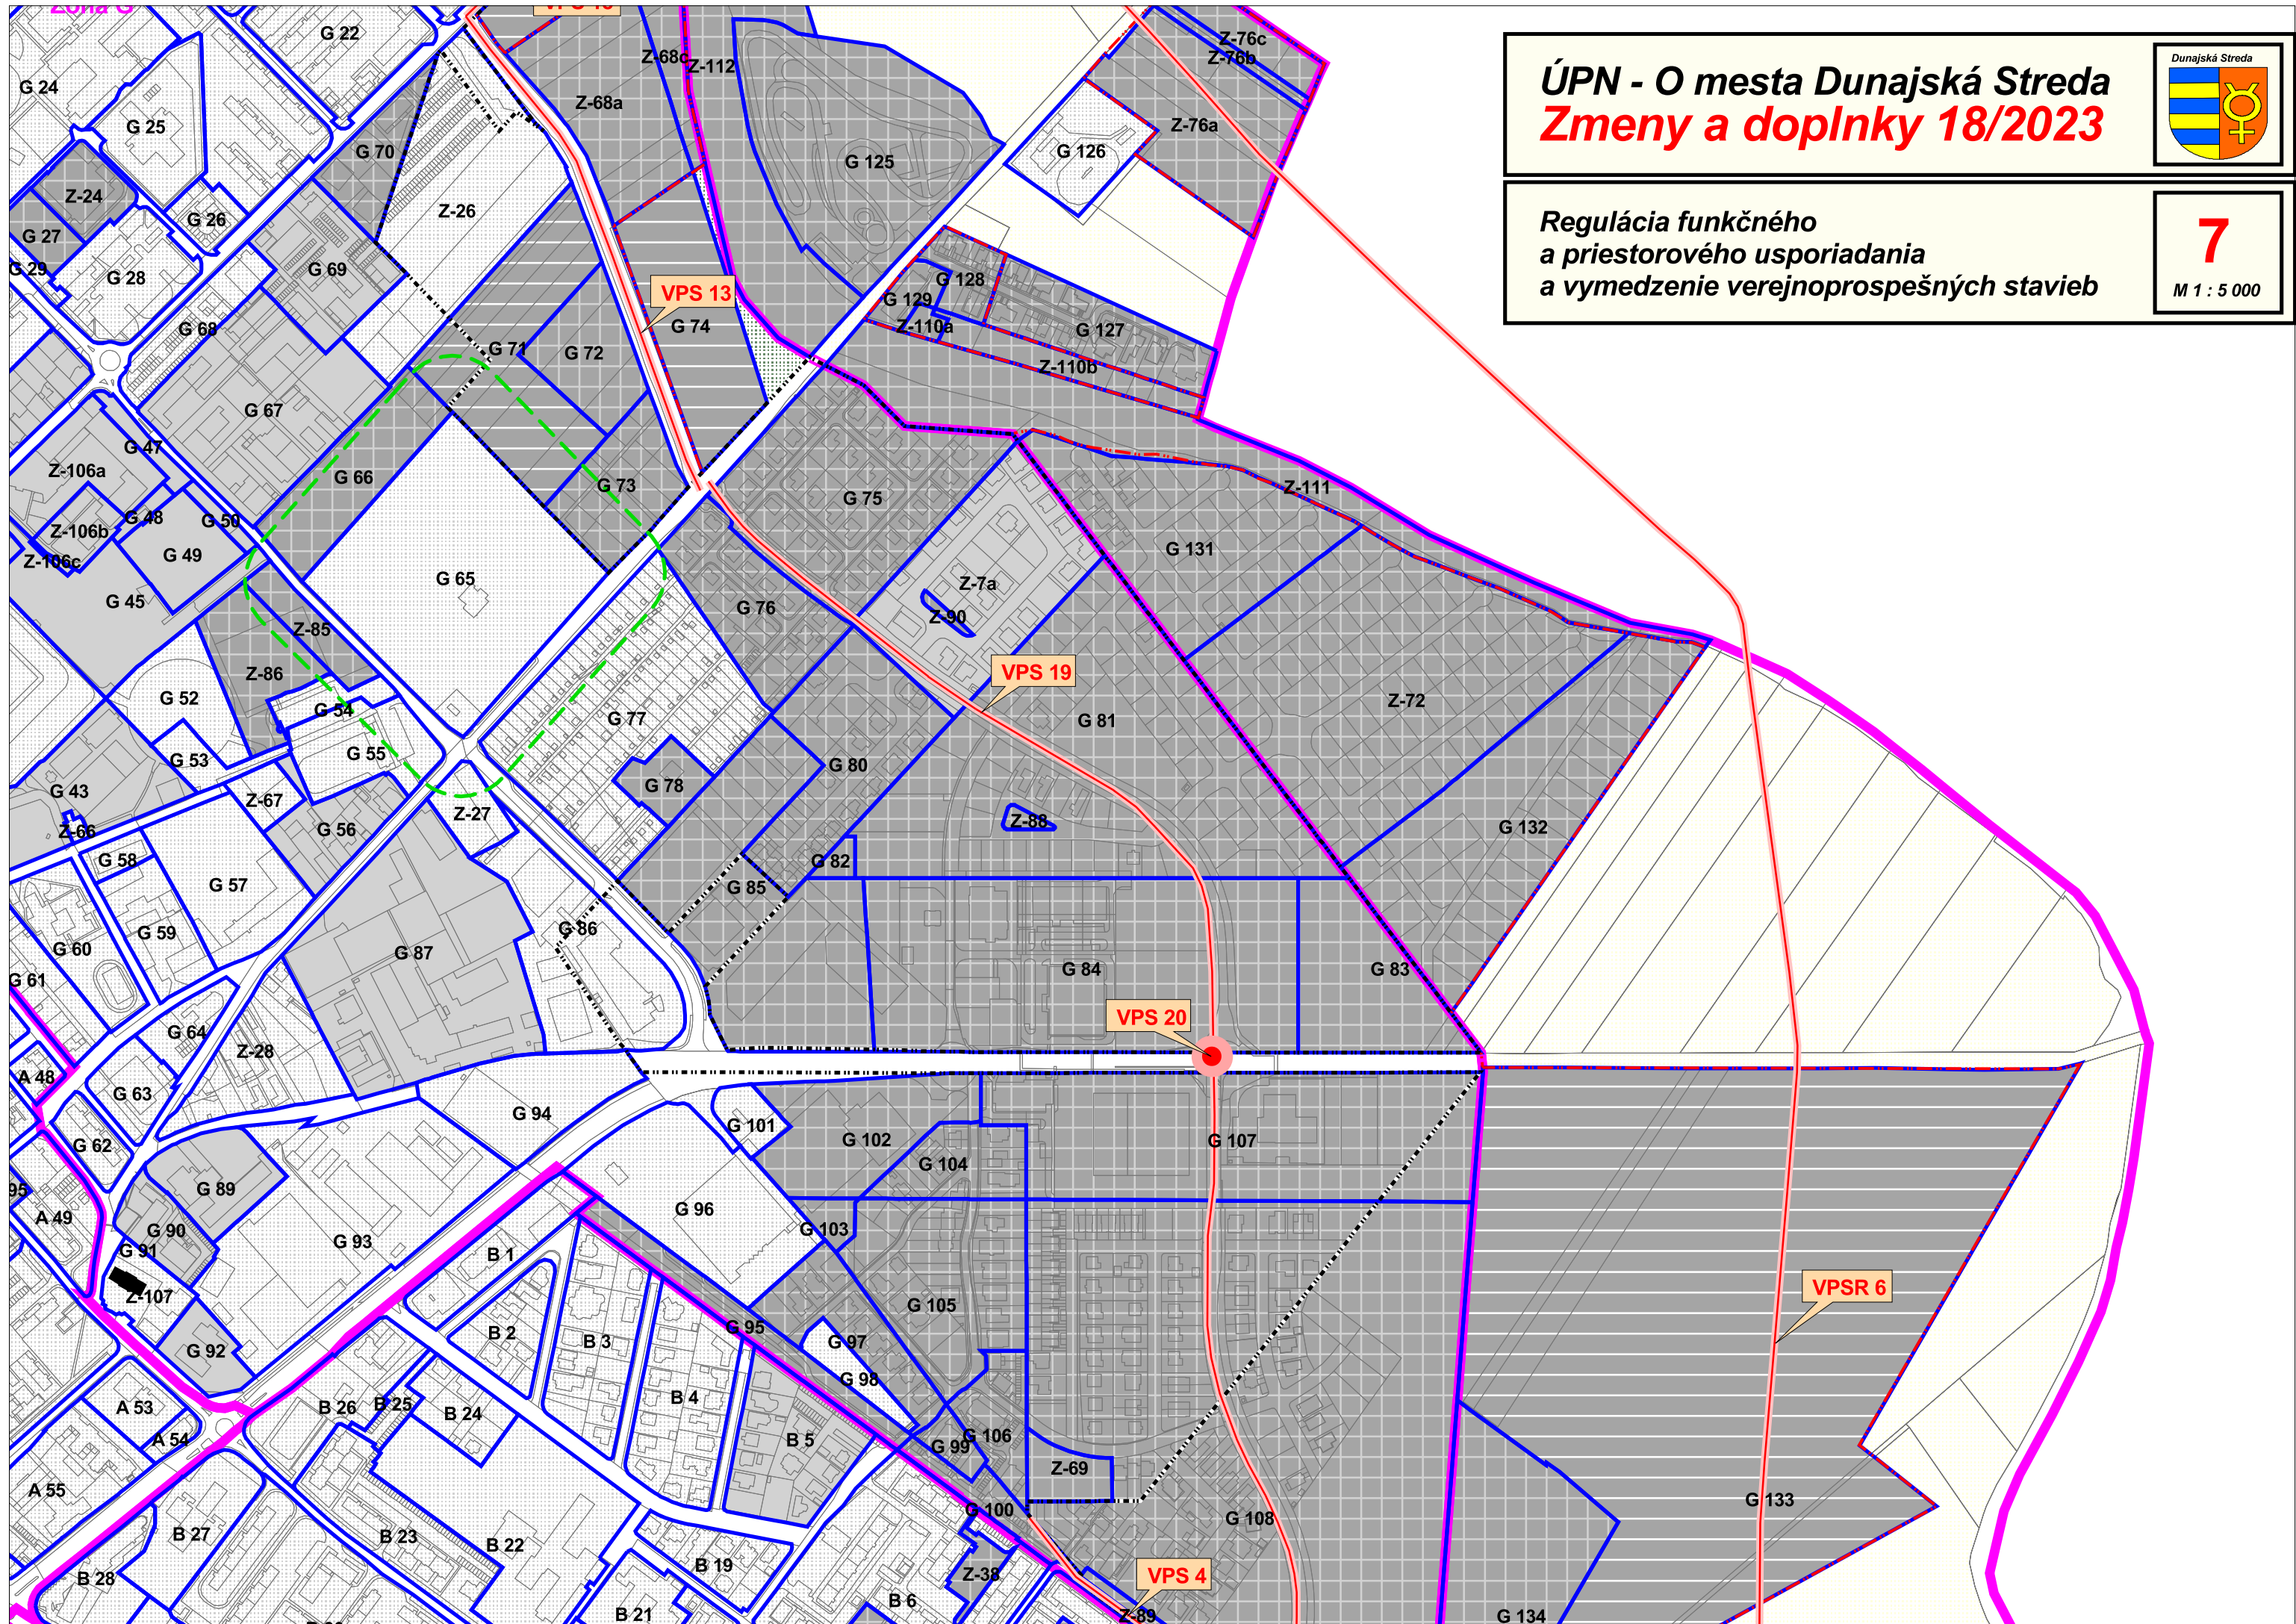 ÚPN - O mesta Dunajská Streda
Zmeny a doplnky 18/2023
Dunajská Streda
Regulácia funkčného
a priestorového usporiadania
a vymedzenie verejnoprospešných stavieb
7
M 1 : 5 000
Zóna G
G 22
G 24
G 25
G 70
Z-24
G 26
G 27
G 29
G 28
G 69
Z-26
Z-68a
Z-68c
Z-112
G 125
G 126
Z-76c
Z-76b
Z-76a
G 68
G 67
G 71
G 72
VPS 13
G 74
G 128
G 129
Z-110a
G 127
Z-110b
G 47
Z-106a
G 48
G 50
Z-106b
Z-106c
G 49
G 45
G 66
G 73
G 65
G 75
G 76
Z-7a
Z-90
G 131
Z-111
Z-85
Z-86
G 52
G 54
G 53
G 55
G 77
VPS 19
G 81
Z-72
G 43
Z-66
Z-67
G 56
Z-27
G 78
G 80
Z-88
G 132
G 58
G 57
G 82
G 85
G 59
G 60
G 61
G 87
G 86
G 84
G 83
VPS 20
G 64
Z-28
A 48
G 63
G 62
G 94
G 101
G 102
G 104
G 107
95
A 49
G 89
G 90
G 91
Z-107
G 93
G 96
G 103
B 1
B 2
B 3
B 4
G 95
G 105
G 97
G 98
VPSR 6
G 92
A 53
A 54
A 55
B 26
B 25
B 24
B 5
G 99
G 106
Z-69
G 100
G 108
G 133
B 27
B 28
B 23
B 22
B 19
B 21
B 6
Z-38
VPS 4
Z-89
G 134